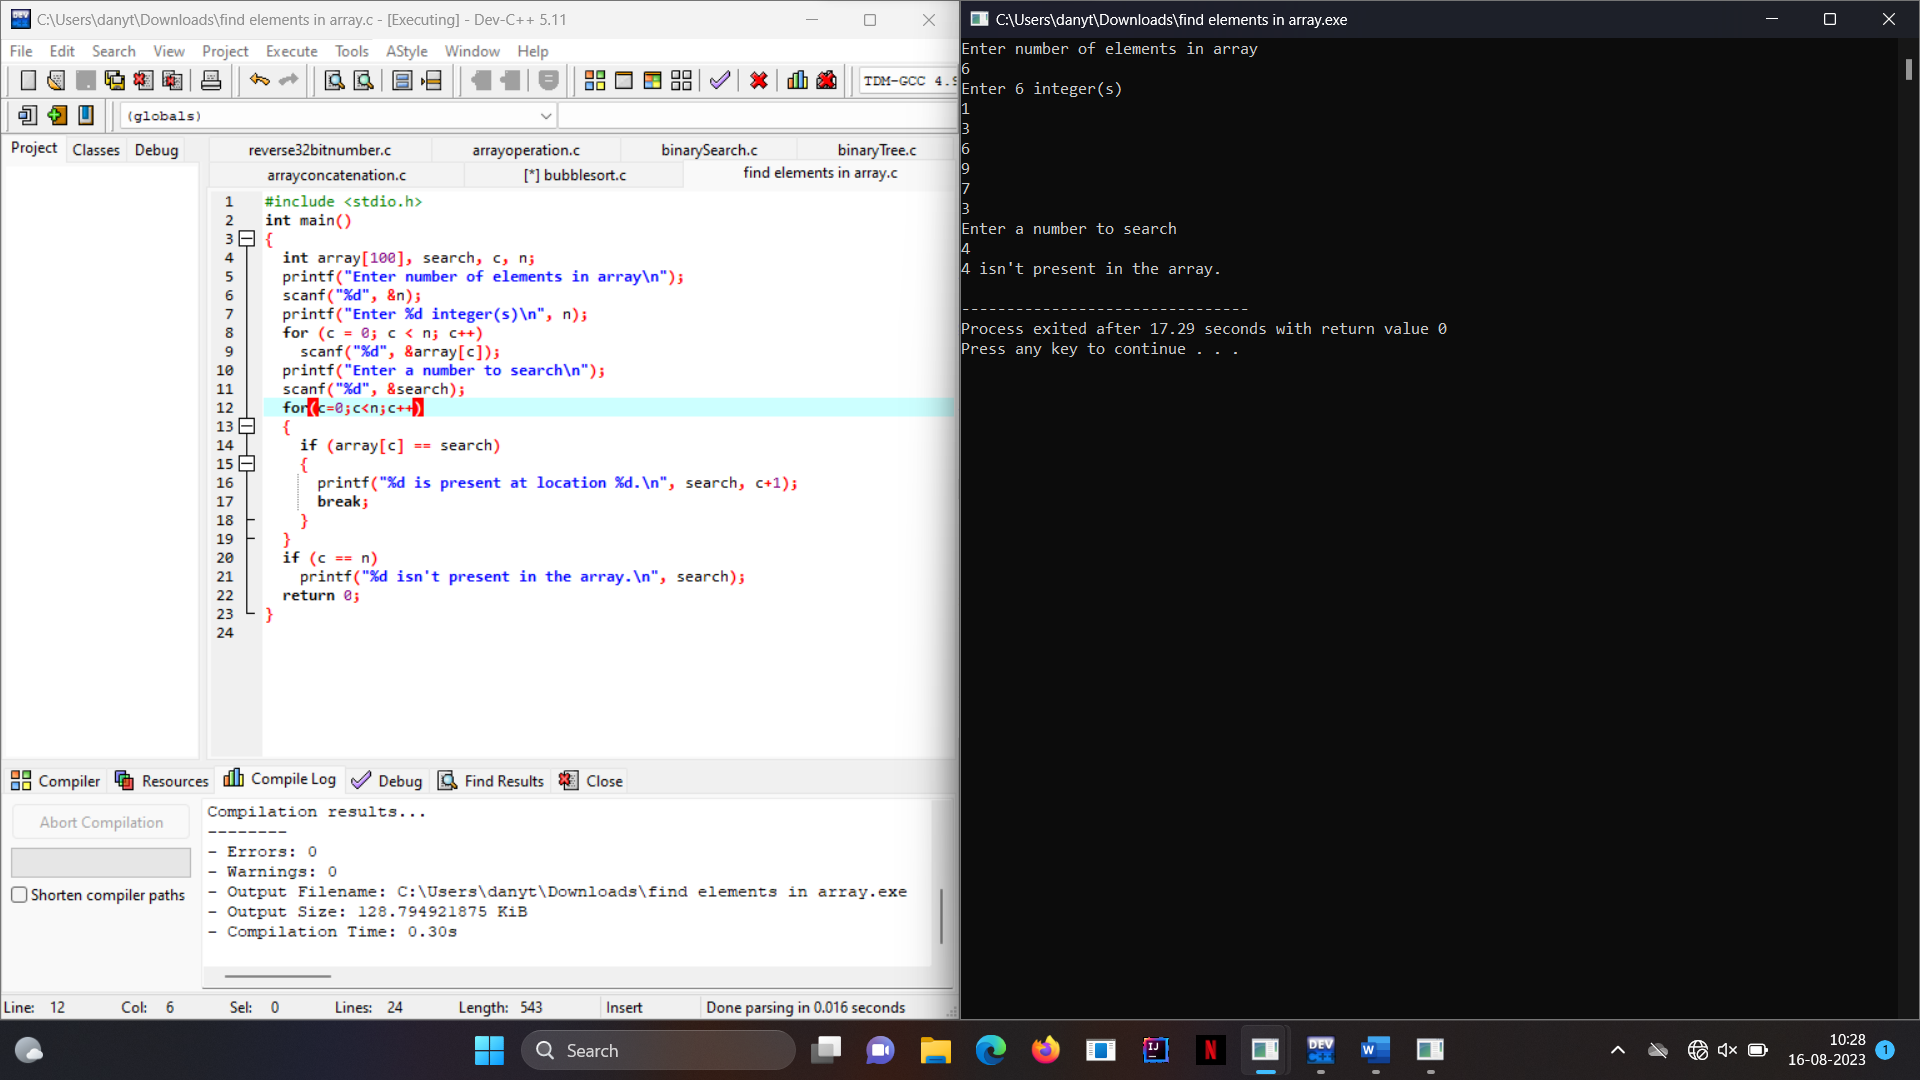 C:\Users\danyt\Downloads\find elements in array.c - [Executing] - Dev-C++ 5.11
File Edit Search View Project Execute Tools AStyle Window Help
TDM-GCC 4.9
(globals)
Project Classes Debug
reverse32bitnumber.c arrayoperation.c binarySearch.c binaryTree.c
arrayconcatenation.c [*] bubblesort.c find elements in array.c
1 #include <stdio.h>
2 int main()
3 {
4 int array[100], search, c, n;
5 printf("Enter number of elements in array\n");
6 scanf("%d", &n);
7 printf("Enter %d integer(s)\n", n);
8 for (c = 0; c < n; c++)
9 scanf("%d", &array[c]);
10 printf("Enter a number to search\n");
11 scanf("%d", &search);
12 for(c=0;c<n;c++)
13 {
14 if (array[c] == search)
15 {
16 printf("%d is present at location %d.\n", search, c+1);
17 break;
18 }
19 }
20 if (c == n)
21 printf("%d isn't present in the array.\n", search);
22 return 0;
23 }
24
Compiler Resources Compile Log Debug Find Results Close
Abort Compilation
Shorten compiler paths
Compilation results...
--------
- Errors: 0
- Warnings: 0
- Output Filename: C:\Users\danyt\Downloads\find elements in array.exe
- Output Size: 128.794921875 KiB
- Compilation Time: 0.30s
Line: 12 Col: 6 Sel: 0 Lines: 24 Length: 543 Insert Done parsing in 0.016 seconds
C:\Users\danyt\Downloads\find elements in array.exe
Enter number of elements in array
6
Enter 6 integer(s)
1
3
6
9
7
3
Enter a number to search
4
4 isn't present in the array.
--------------------------------
Process exited after 17.29 seconds with return value 0
Press any key to continue . . .
Search
IJ
N
DEV
W
10:28
16-08-2023
1